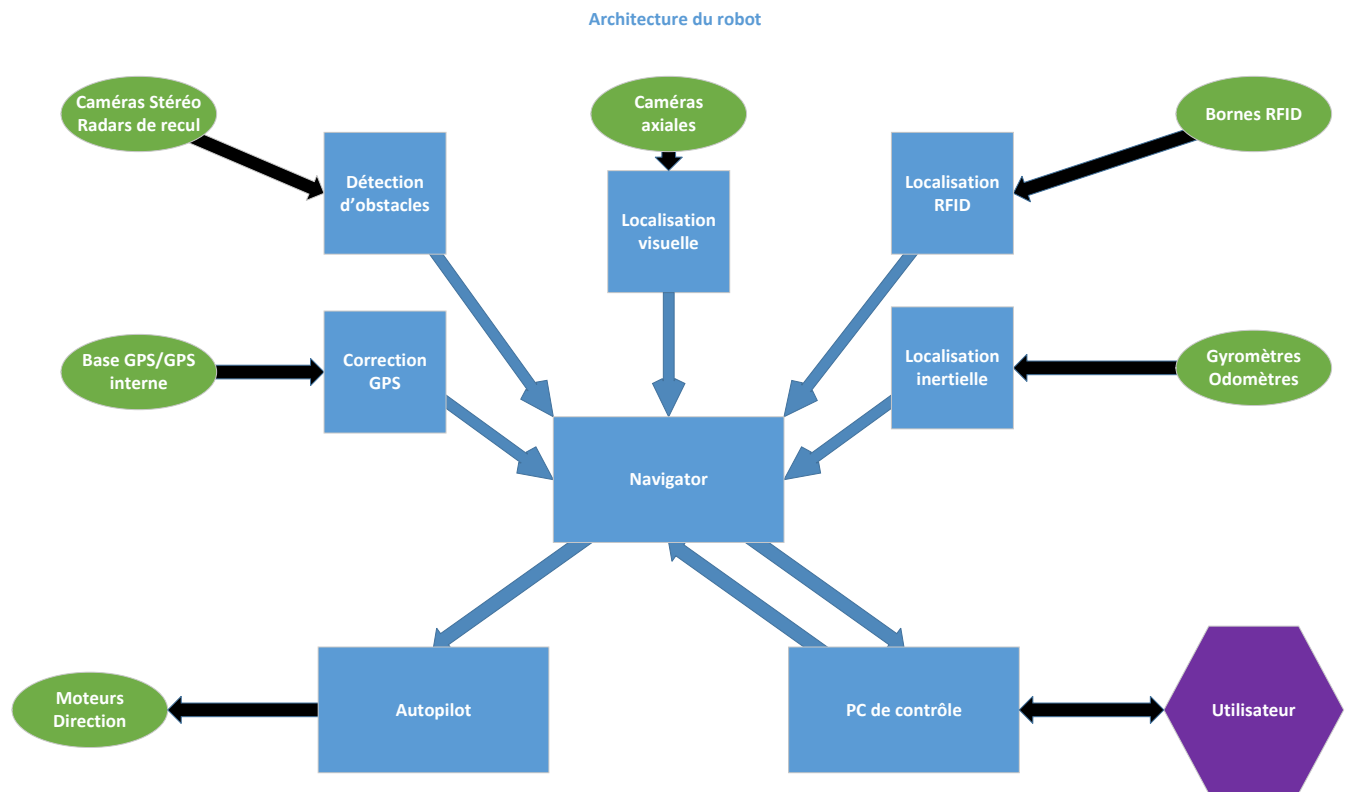 Architecture du robot
Caméras Stéréo
Radars de recul
Caméras
axiales
Bornes RFID
Détection
d’obstacles
Localisation
visuelle
Localisation
RFID
Base GPS/GPS
interne
Correction
GPS
Localisation
inertielle
Gyromètres
Odomètres
Navigator
Moteurs
Direction
Autopilot
PC de contrôle
Utilisateur